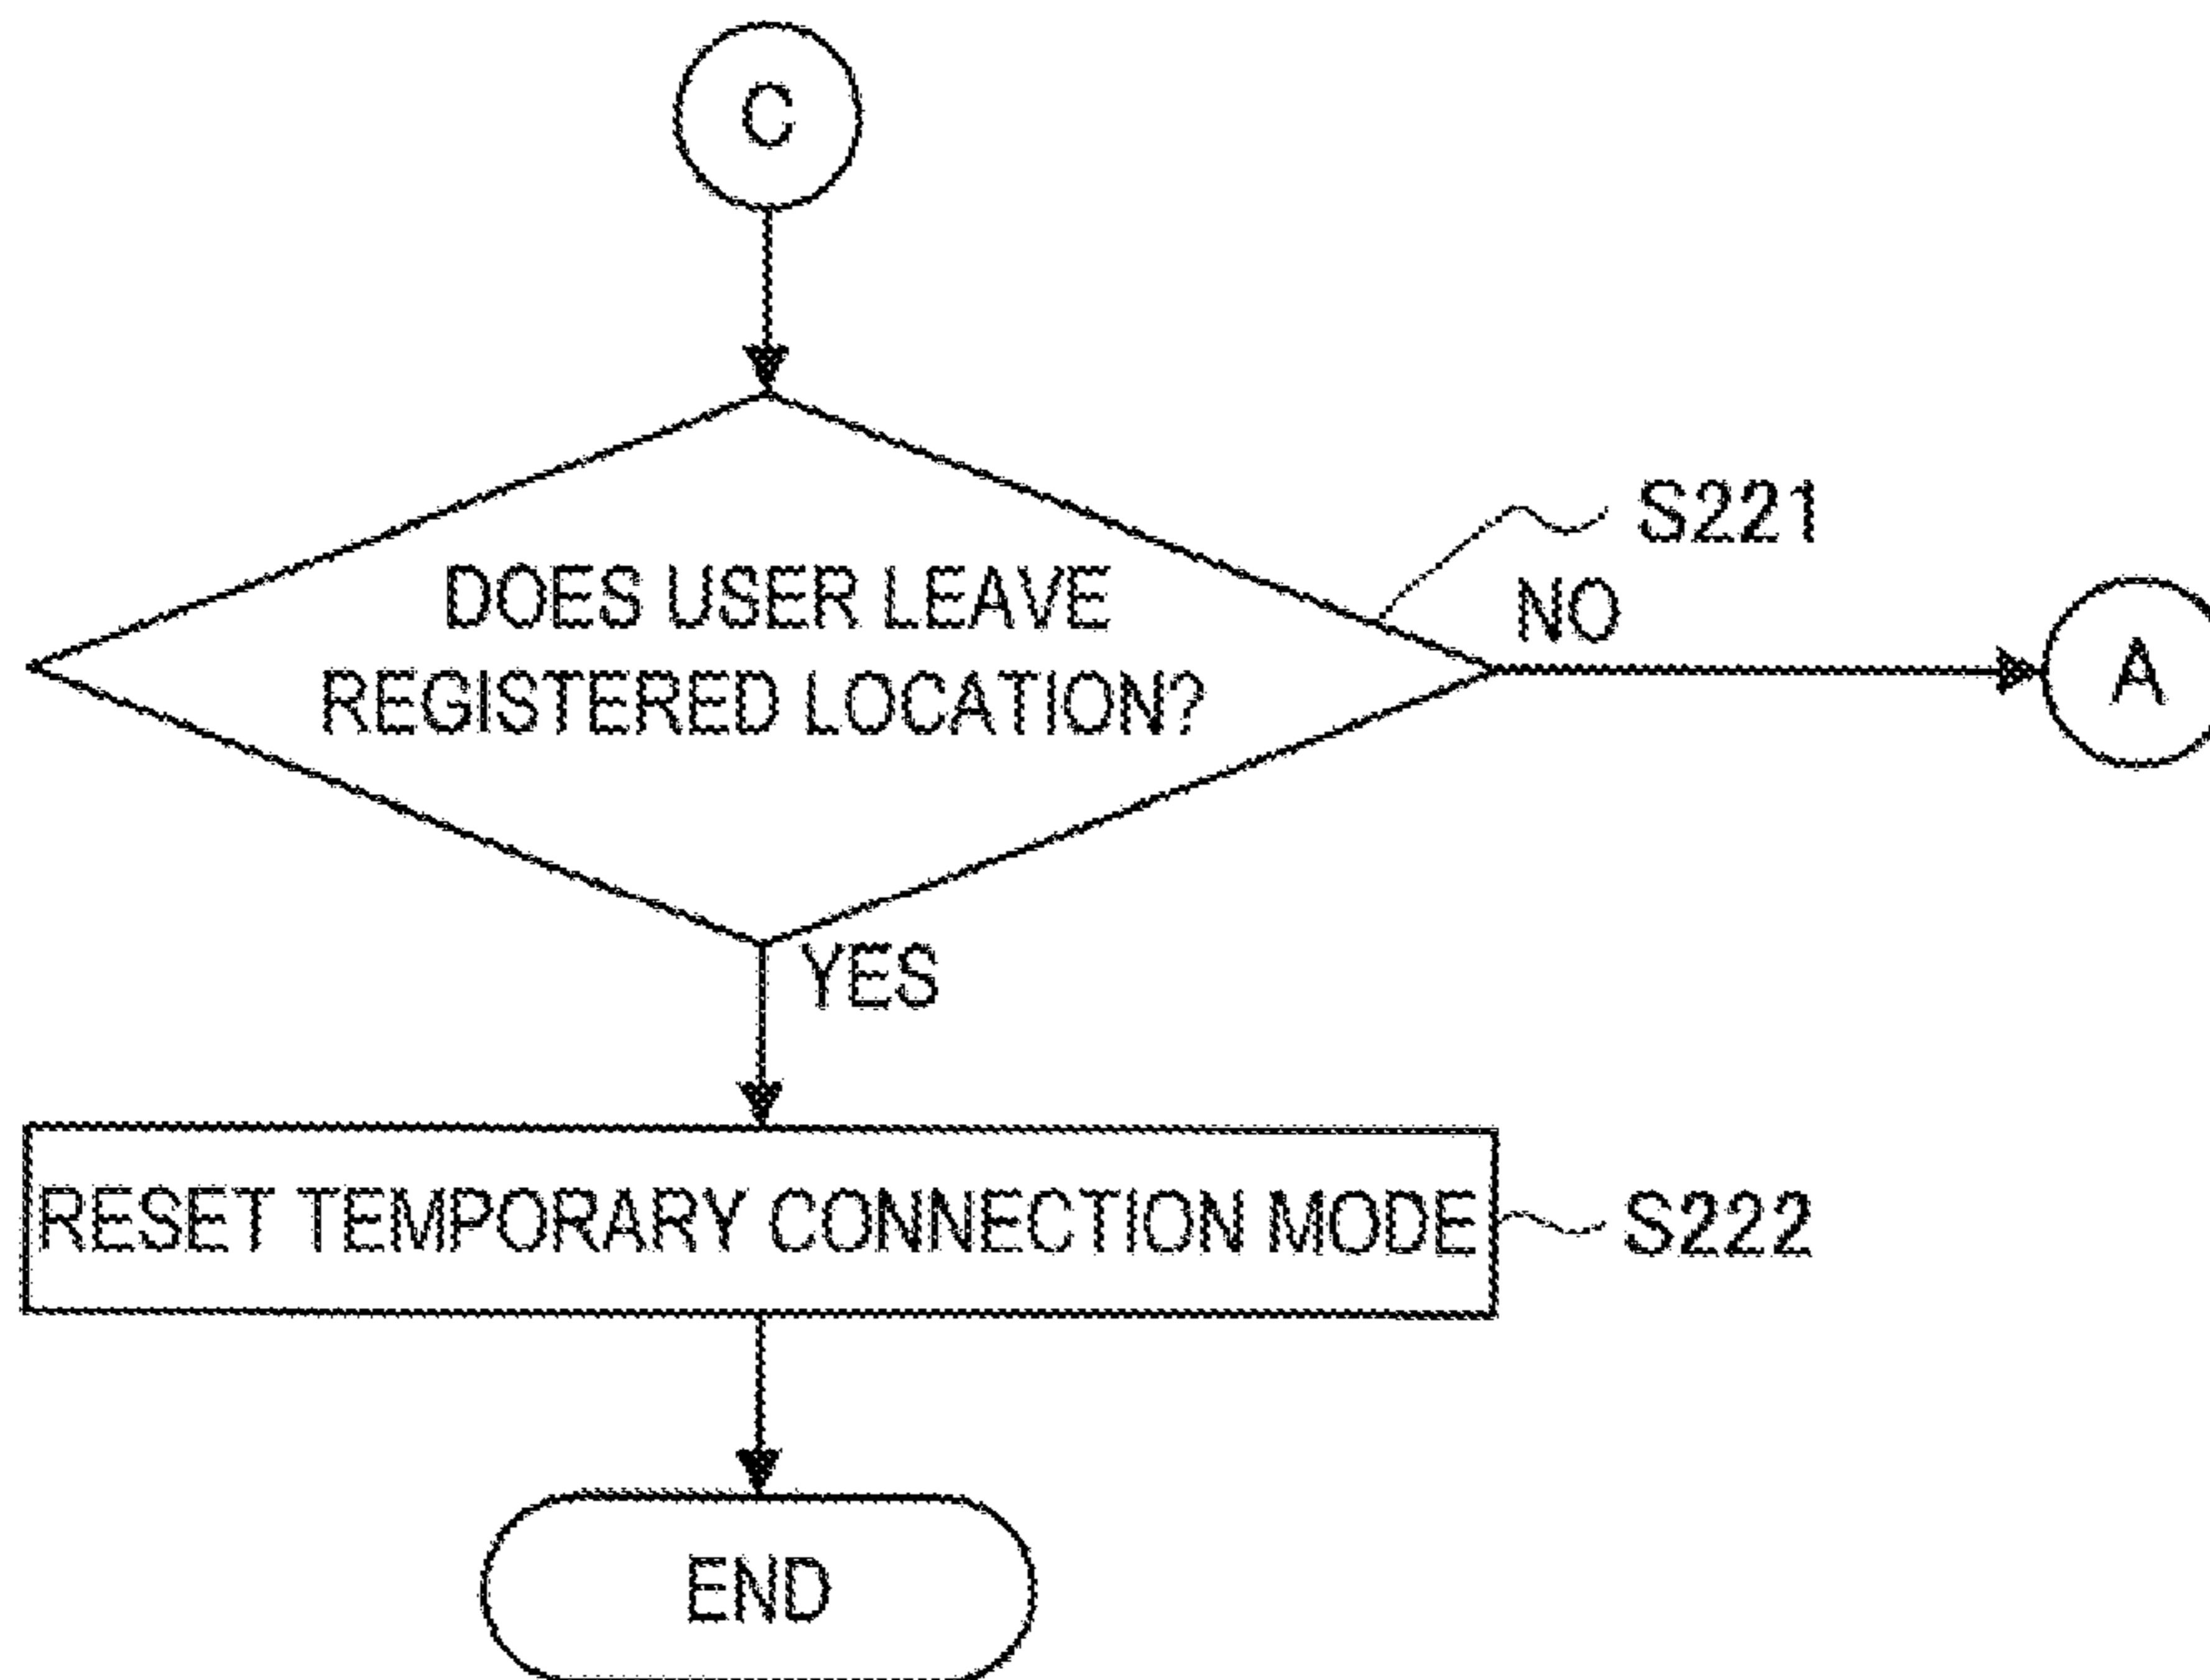 C
DOES USER LEAVE
REGISTERED LOCATION?
S221
NO
A
YES
RESET TEMPORARY CONNECTION MODE
S222
END